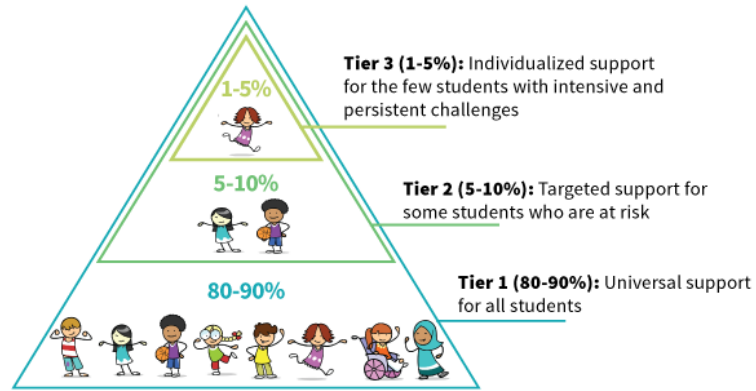 1-5%
Tier 3 (1-5%): Individualized support
for the few students with intensive and
persistent challenges
5-10%
Tier 2 (5-10%): Targeted support for
some students who are at risk
80-90%
Tier 1 (80-90%): Universal support
for all students